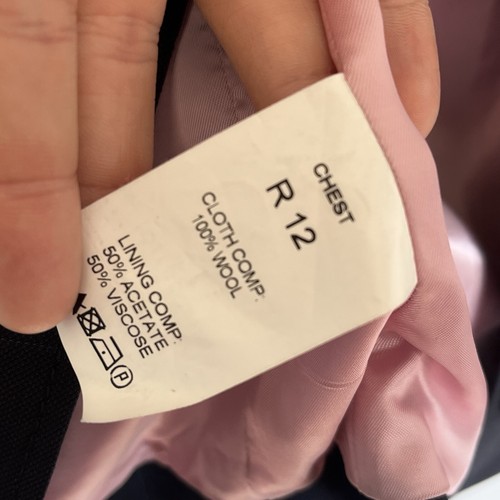 CHEST
R 12
CLOTH COMP:
100% WOOL
LINING COMP:
50% ACETATE
50% VISCOSE
P